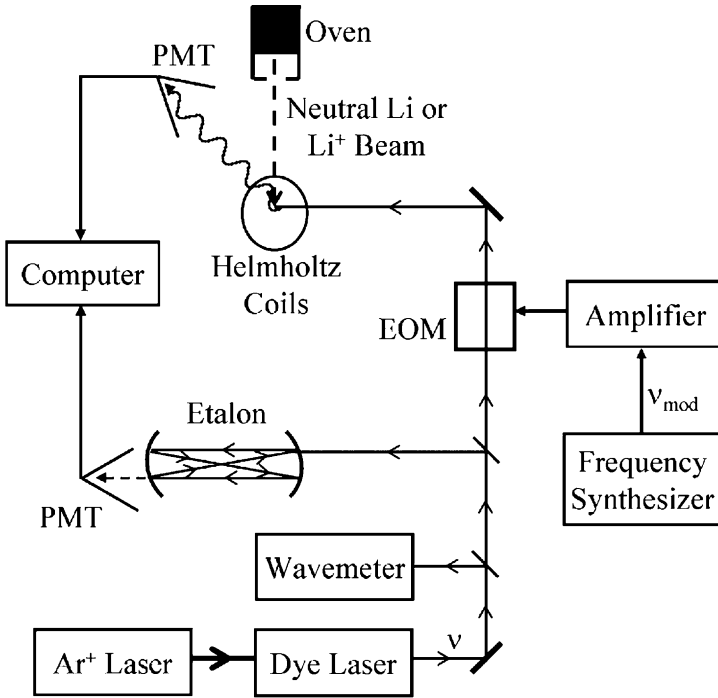 Oven
PMT
Neutral Li or
Li⁺ Beam
Helmholtz
Coils
Computer
EOM
Amplifier
ν_mod
Etalon
Frequency
Synthesizer
PMT
Wavemeter
ν
Ar⁺ Laser
Dye Laser